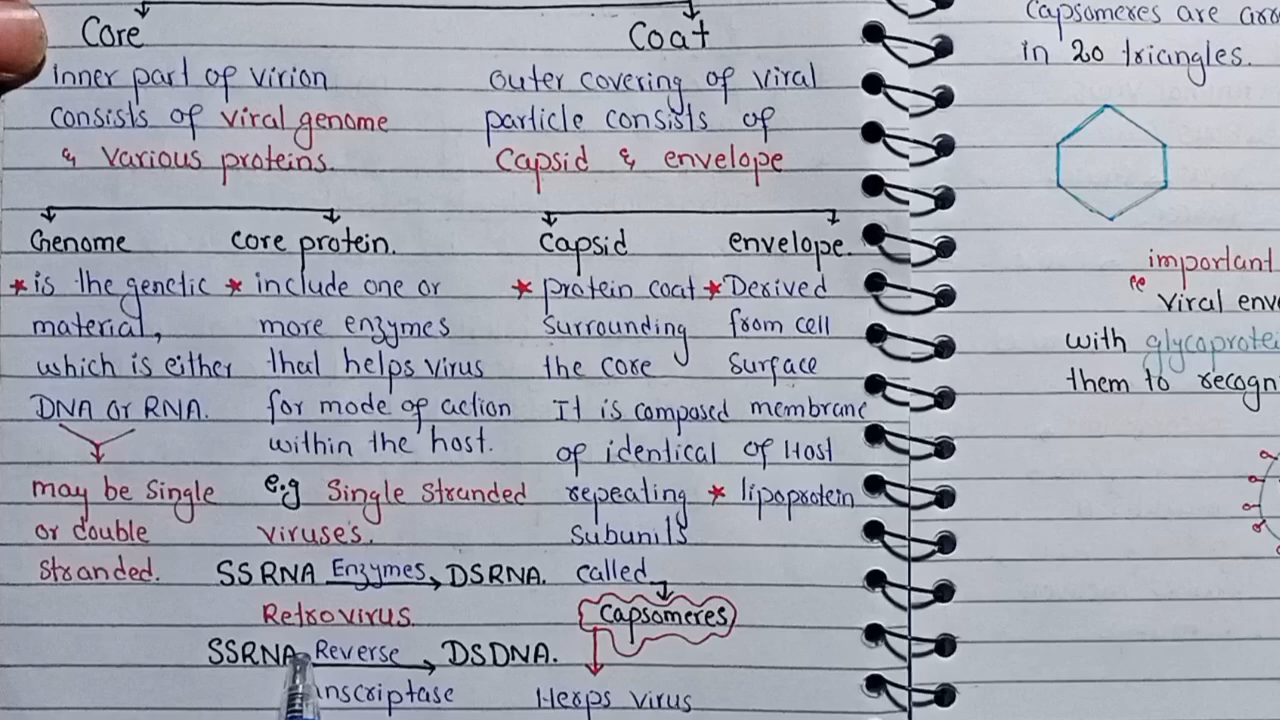 Core
inner part of virion
consists of viral genome
& various proteins.
Coat
outer covering of viral
particle consists of
Capsid & envelope
Genome
* is the genetic
material,
which is either
DNA or RNA.
may be single
or double
stranded.
core protein.
* include one or
more enzymes
that helps virus
for mode of action
within the host.
e.g Single stranded
viruses.
SSRNA Enzymes DSRNA.
Retrovirus.
SSRNA Reverse DSDNA.
nscriptase
Capsid
* protein coat
surrounding
the core
It is composed
of identical
repeating
subunits
called
Capsomeres
Herps virus
envelope.
* Derived
from cell
surface
membrane
of Host
* lipoprotein
Capsomeres are
in 20 triangles.
important
Viral
with
them to